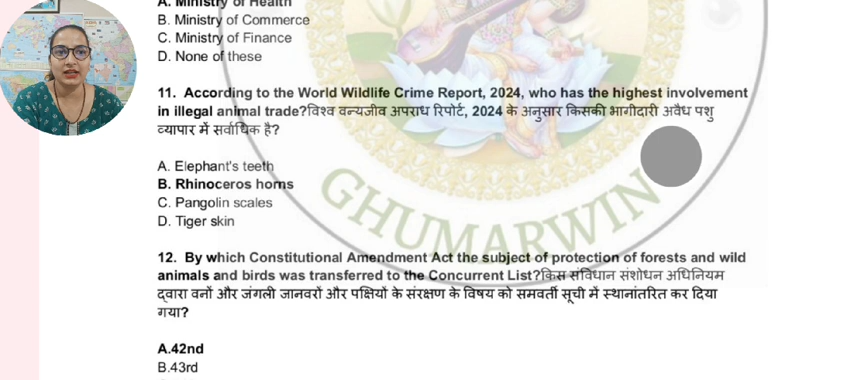 A. Ministry of Health
B. Ministry of Commerce
C. Ministry of Finance
D. None of these
11. According to the World Wildlife Crime Report, 2024, who has the highest involvement
in illegal animal trade?विश्व वन्यजीव अपराध रिपोर्ट, 2024 के अनुसार किसकी भागीदारी अवैध पशु
व्यापार में सर्वाधिक है?
A. Elephant's teeth
B. Rhinoceros horns
C. Pangolin scales
D. Tiger skin
GHUMARWIN
12. By which Constitutional Amendment Act the subject of protection of forests and wild
animals and birds was transferred to the Concurrent List?किस संविधान संशोधन अधिनियम
द्वारा वनों और जंगली जानवरों और पक्षियों के संरक्षण के विषय को समवर्ती सूची में स्थानांतरित कर दिया
गया?
A.42nd
B.43rd